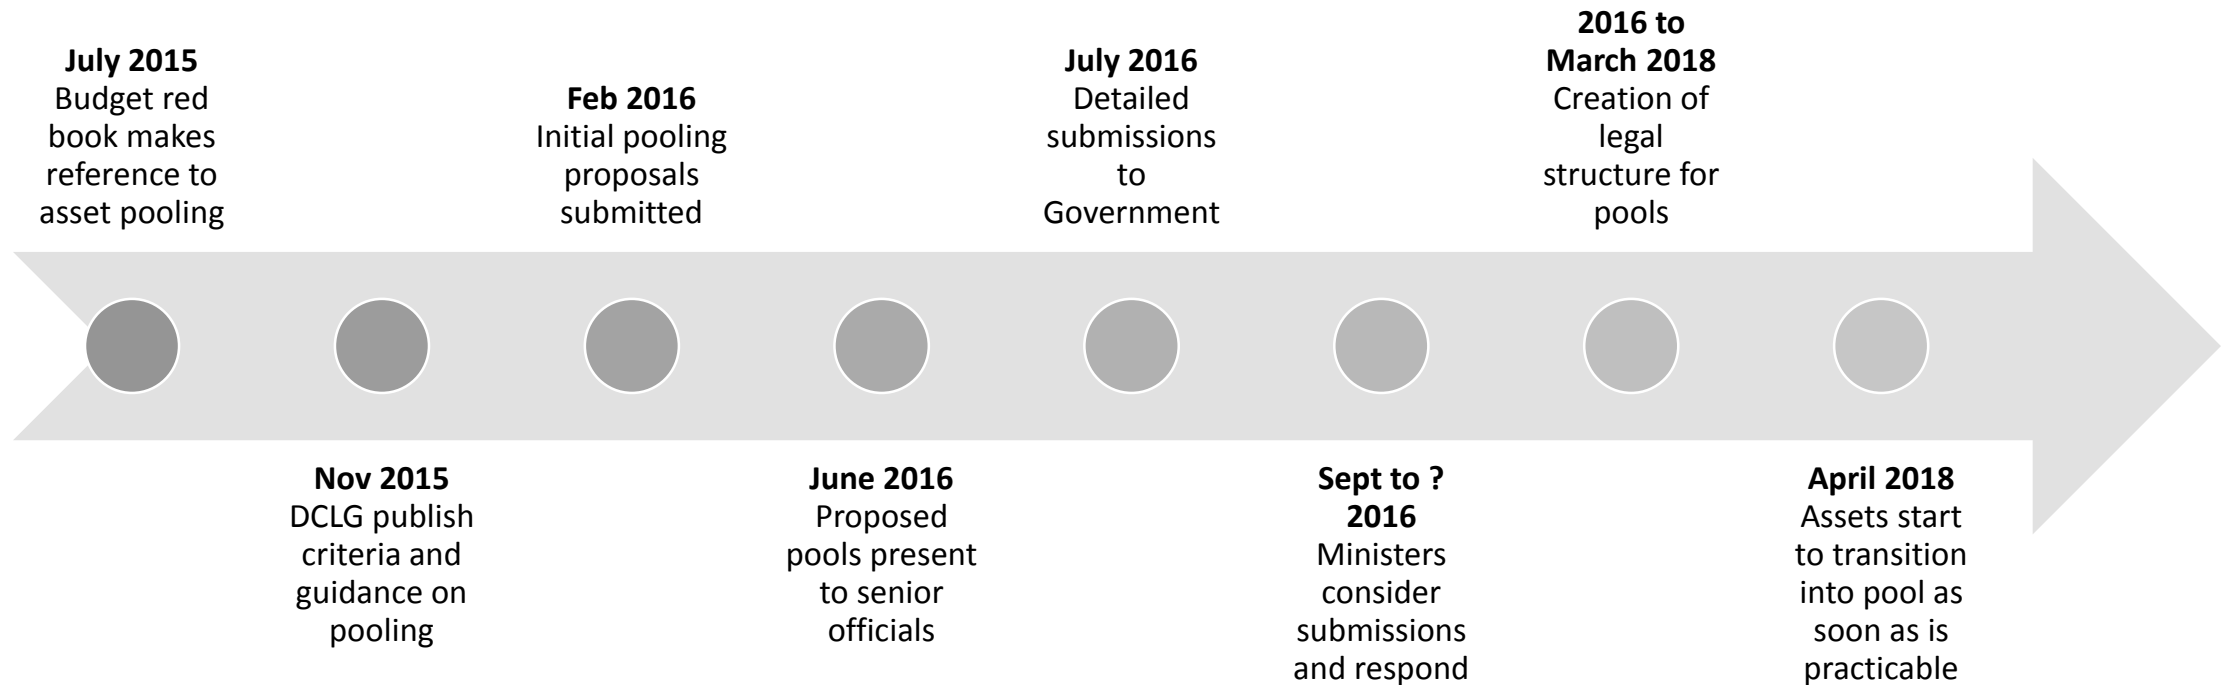 July 2015
Budget red
book makes
reference to
asset pooling
Nov 2015
DCLG publish
criteria and
guidance on
pooling
Feb 2016
Initial pooling
proposals
submitted
June 2016
Proposed
pools present
to senior
officials
July 2016
Detailed
submissions
to
Government
Sept to ?
2016
Ministers
consider
submissions
and respond
2016 to
March 2018
Creation of
legal
structure for
pools
April 2018
Assets start
to transition
into pool as
soon as is
practicable